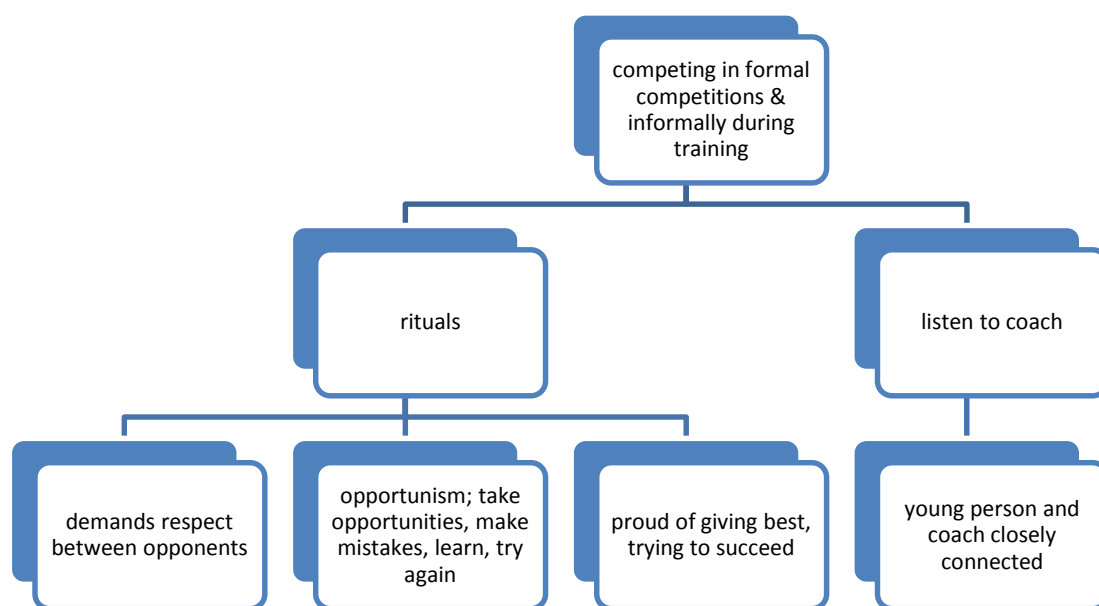 competing in formal
competitions &
informally during
training
rituals
listen to coach
demands respect
between opponents
opportunism; take
opportunities, make
mistakes, learn, try
again
proud of giving best,
trying to succeed
young person and
coach closely
connected